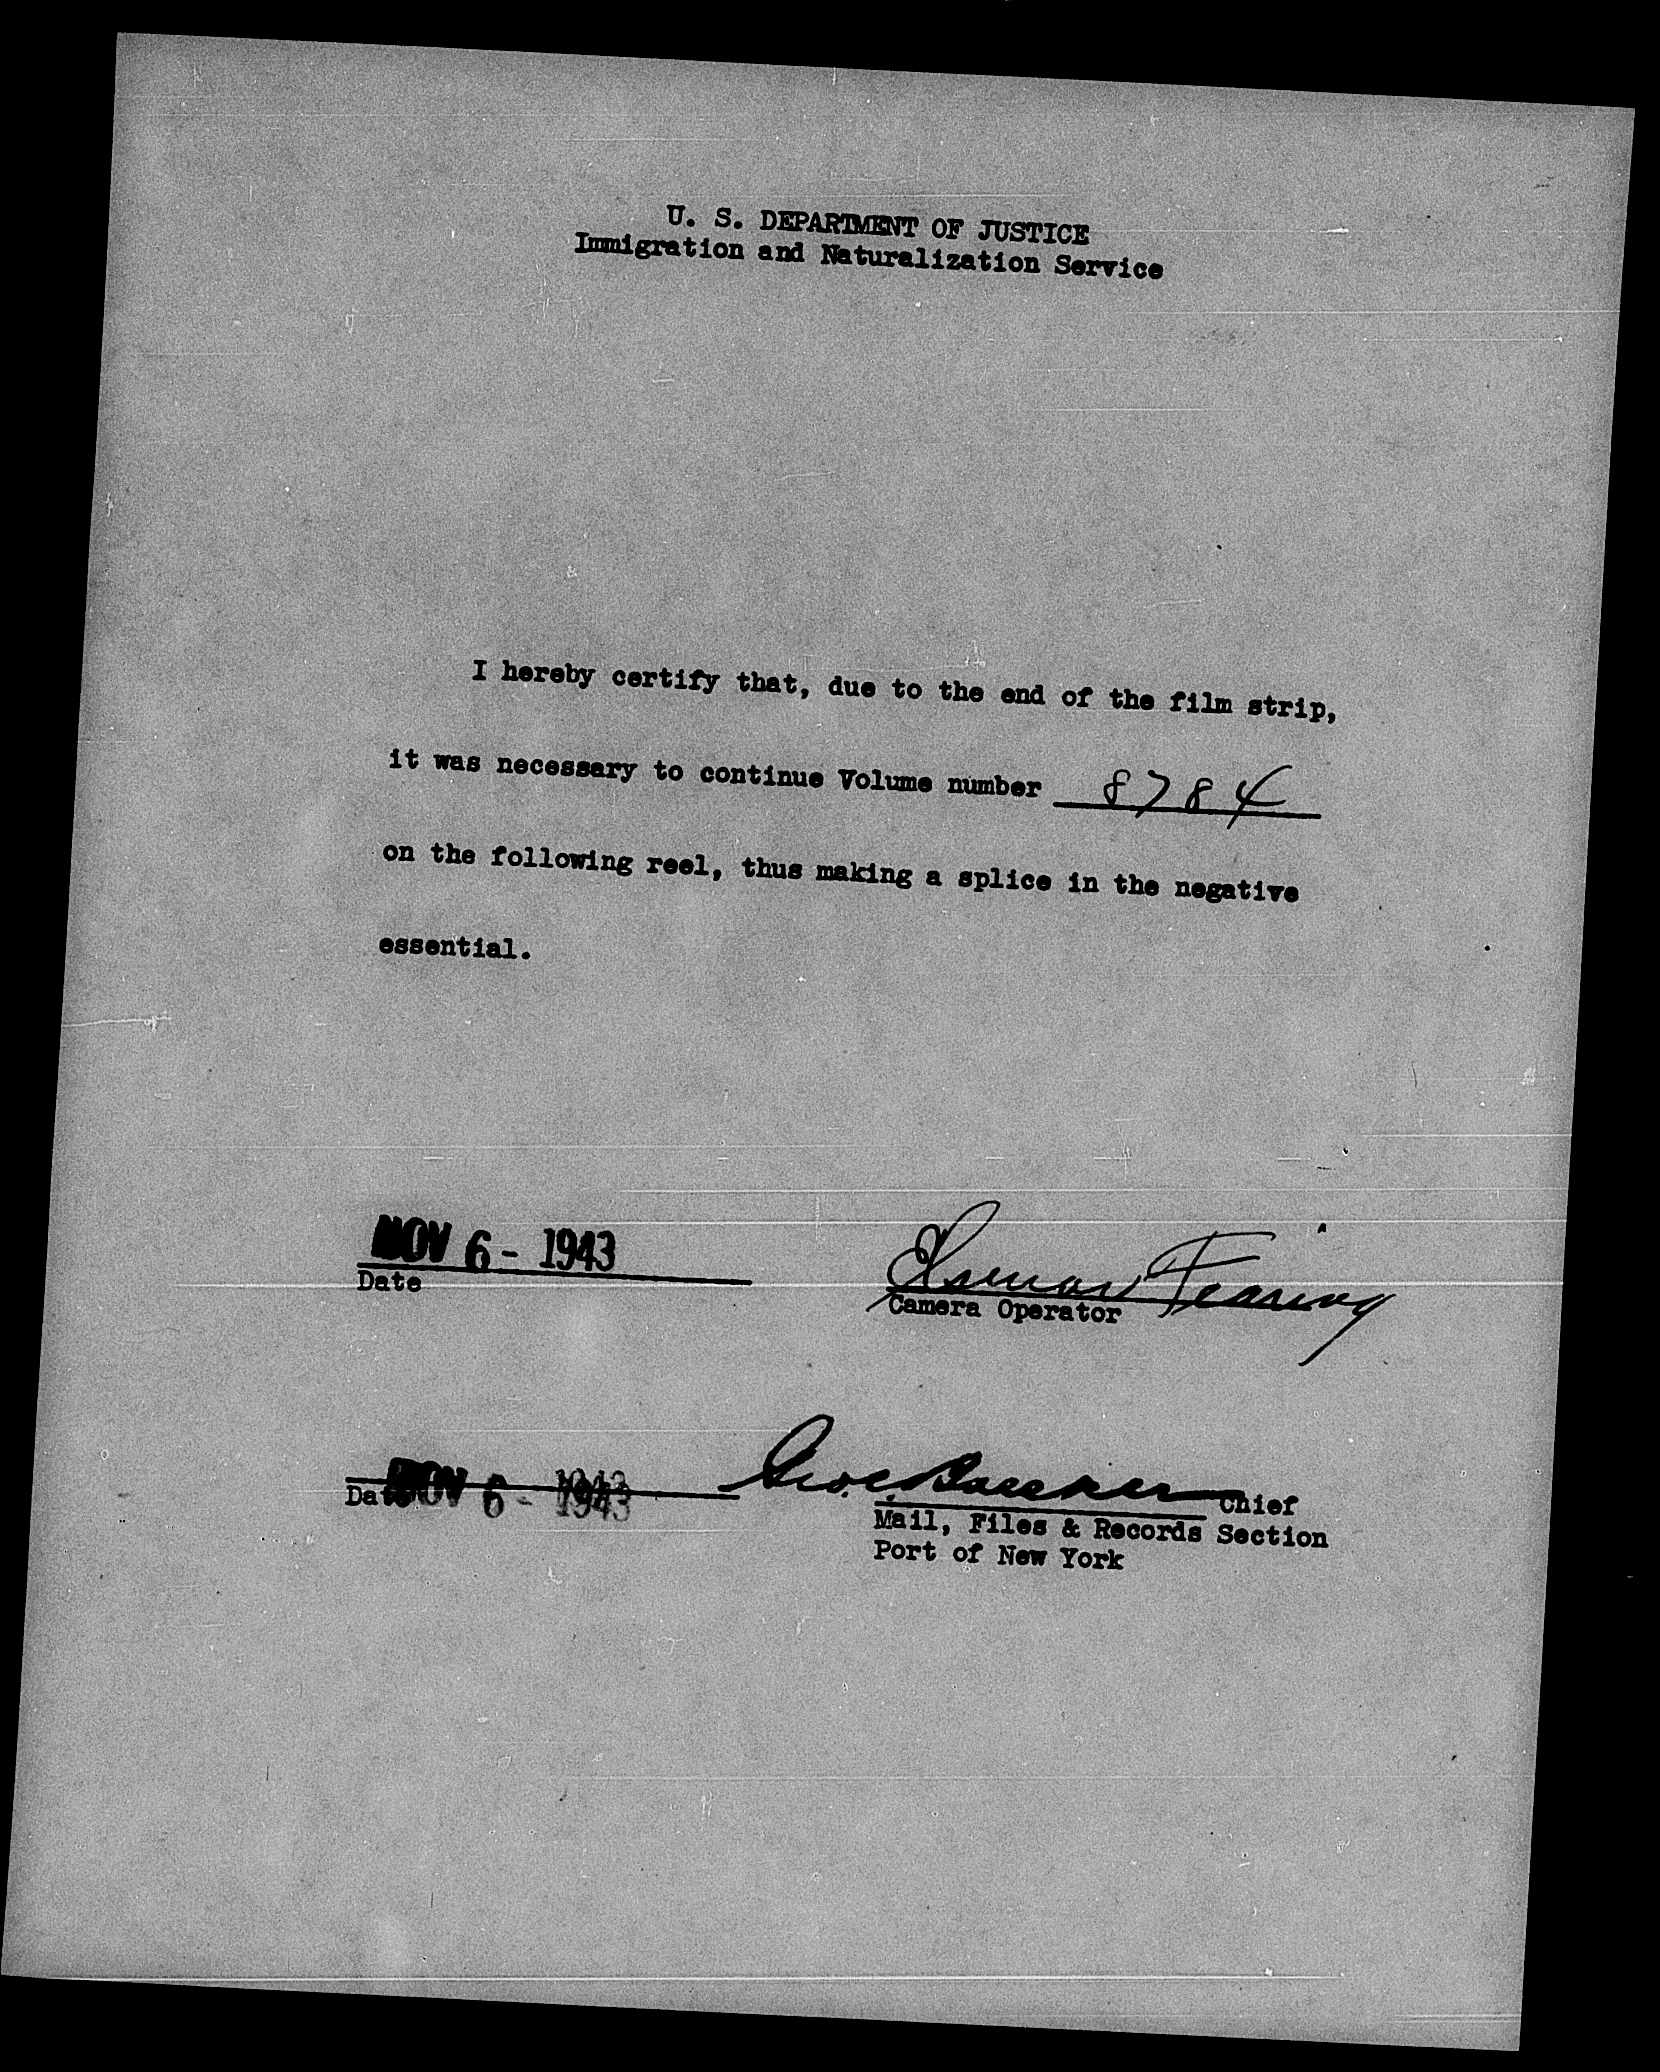 U. S. DEPARTMENT OF JUSTICE
Immigration and Naturalization Service
I hereby certify that, due to the end of the film strip,
it was necessary to continue Volume number 8784
on the following reel, thus making a splice in the negative
essential.
NOV 6 - 1943
Date
Fearing
Camera Operator
NOV 6 - 1943
Date
Geo. Chief
Mail, Files & Records Section
Port of New York